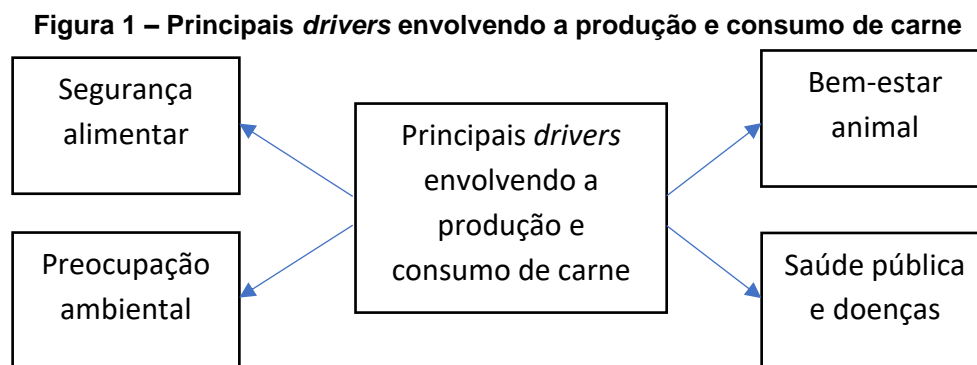 Figura 1 – Principais drivers envolvendo a produção e consumo de carne
Segurança
alimentar
Preocupação
ambiental
Principais drivers
envolvendo a
produção e
consumo de carne
Bem-estar
animal
Saúde pública
e doenças